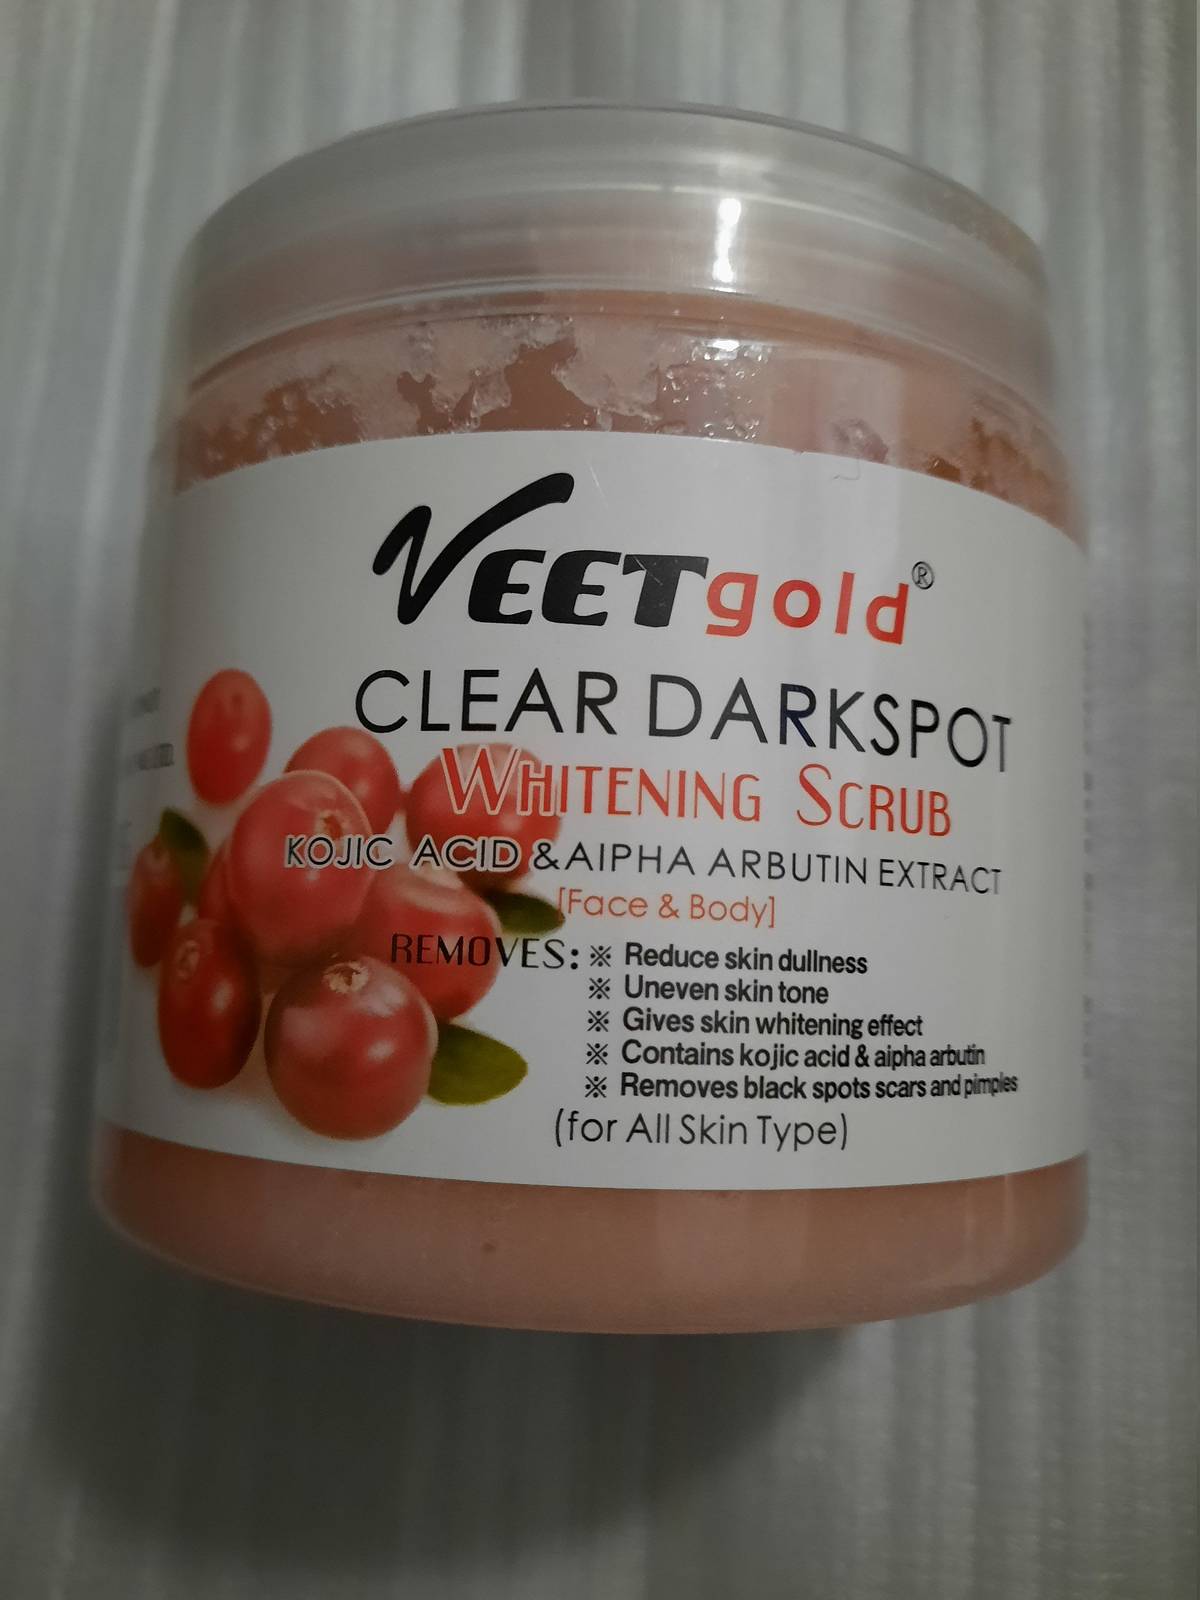 VEETgold®
CLEAR DARKSPOT
WHITENING SCRUB
KOJIC ACID & AIPHA ARBUTIN EXTRACT
[Face & Body]
REMOVES: ※ Reduce skin dullness
※ Uneven skin tone
※ Gives skin whitening effect
※ Contains kojic acid & aipha arbutin
※ Removes black spots scars and pimples
(for All Skin Type)